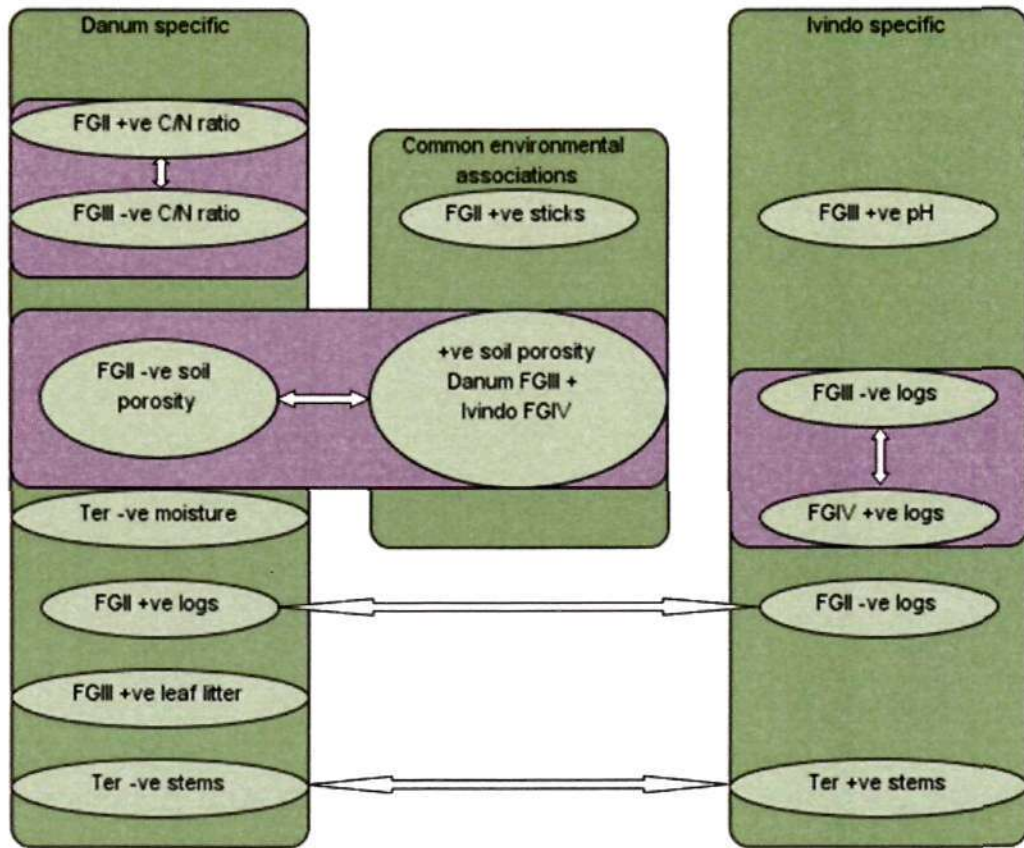 Danum specific
FGII +ve C/N ratio
FGIII -ve C/N ratio
FGII -ve soil
porosity
Ter -ve moisture
FGII +ve logs
FGIII +ve leaf litter
Ter -ve stems
Common environmental
associations
FGII +ve sticks
+ve soil porosity
Danum FGIII +
Ivindo FGIV
Ivindo specific
FGIII +ve pH
FGIII -ve logs
FGIV +ve logs
FGII -ve logs
Ter +ve stems